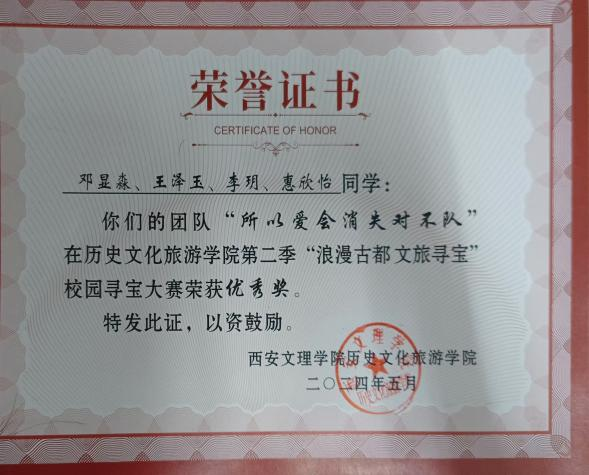 荣誉证书
CERTIFICATE OF HONOR
邓显淼、王泽玉、李玥、惠欣怡同学：
你们的团队“所以爱会消失对不队”
在历史文化旅游学院第二季“浪漫古都 文旅寻宝”
校园寻宝大赛荣获优秀奖。
特发此证，以资鼓励。
西安文理学院历史文化旅游学院
二〇二四年五月